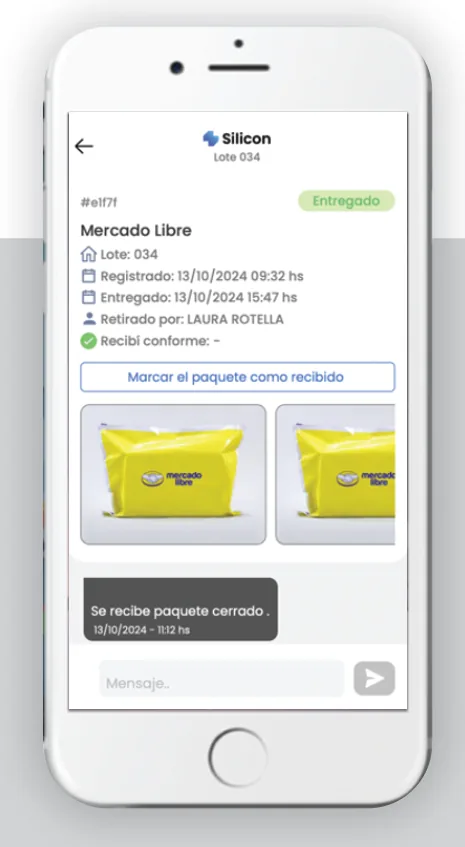 Silicon
Lote 034
#e1f7f
Entregado
Mercado Libre
Lote: 034
Registrado: 13/10/2024 09:32 hs
Entregado: 13/10/2024 15:47 hs
Retirado por: LAURA ROTELLA
Recibí conforme: -
Marcar el paquete como recibido
mercado
libre
mercado
libre
Se recibe paquete cerrado .
13/10/2024 - 11:12 hs
Mensaje..